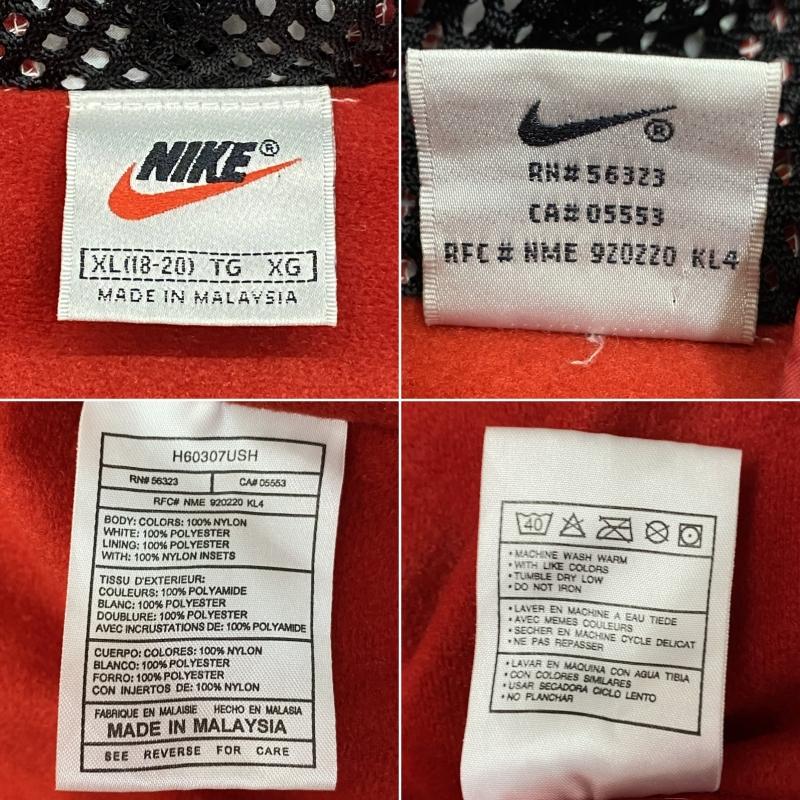 NIKE®
XL(18-20) TG XG
MADE IN MALAYSIA
®
RN# 56323
CA# 05553
RFC # NME 920220 KL4
H60307USH
RN# 56323 CA# 05553
RFC# NME 920220 KL4
BODY: COLORS: 100% NYLON
WHITE: 100% POLYESTER
LINING: 100% POLYESTER
WITH: 100% NYLON INSETS
TISSU D'EXTERIEUR:
COULEURS: 100% POLYAMIDE
BLANC: 100% POLYESTER
DOUBLURE: 100% POLYESTER
AVEC INCRUSTATIONS DE: 100% POLYAMIDE
CUERPO: COLORES: 100% NYLON
BLANCO: 100% POLYESTER
FORRO: 100% POLYESTER
CON INJERTOS DE: 100% NYLON
FABRIQUE EN MALAISIE HECHO EN MALASIA
MADE IN MALAYSIA
SEE REVERSE FOR CARE
40
• MACHINE WASH WARM
• WITH LIKE COLORS
• TUMBLE DRY LOW
• DO NOT IRON
• LAVER EN MACHINE A EAU TIEDE
• AVEC MEMES COULEURS
• SECHER EN MACHINE CYCLE DELICAT
• NE PAS REPASSER
• LAVAR EN MAQUINA CON AGUA TIBIA
• CON COLORES SIMILARES
• USAR SECADORA CICLO LENTO
• NO PLANCHAR